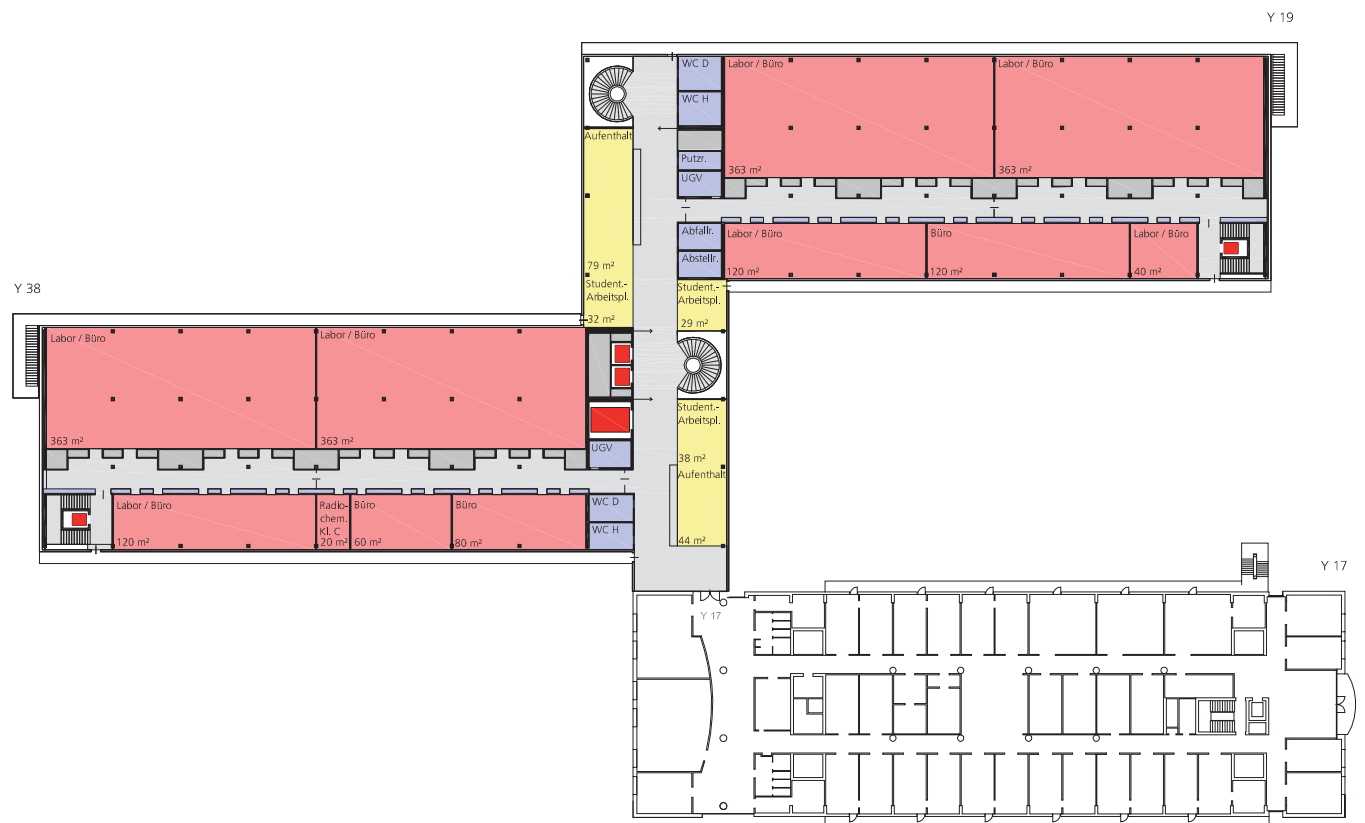 Y 19
WC D
Labor / Büro
Labor / Büro
WC H
Aufenthalt
Putzr.
363 m²
363 m²
UGV
Abfallr.
Labor / Büro
Büro
Labor / Büro
Abstellr.
79 m²
120 m²
120 m²
40 m²
Student.-
Arbeitspl.
32 m²
Student.-
Arbeitspl.
29 m²
Y 38
Labor / Büro
Labor / Büro
363 m²
363 m²
Student.-
Arbeitspl.
UGV
38 m²
Aufenthalt
Labor / Büro
Radio-
chem.
Kl. C
20 m²
Büro
Büro
WC D
WC H
120 m²
60 m²
80 m²
44 m²
Y 17
Y 17